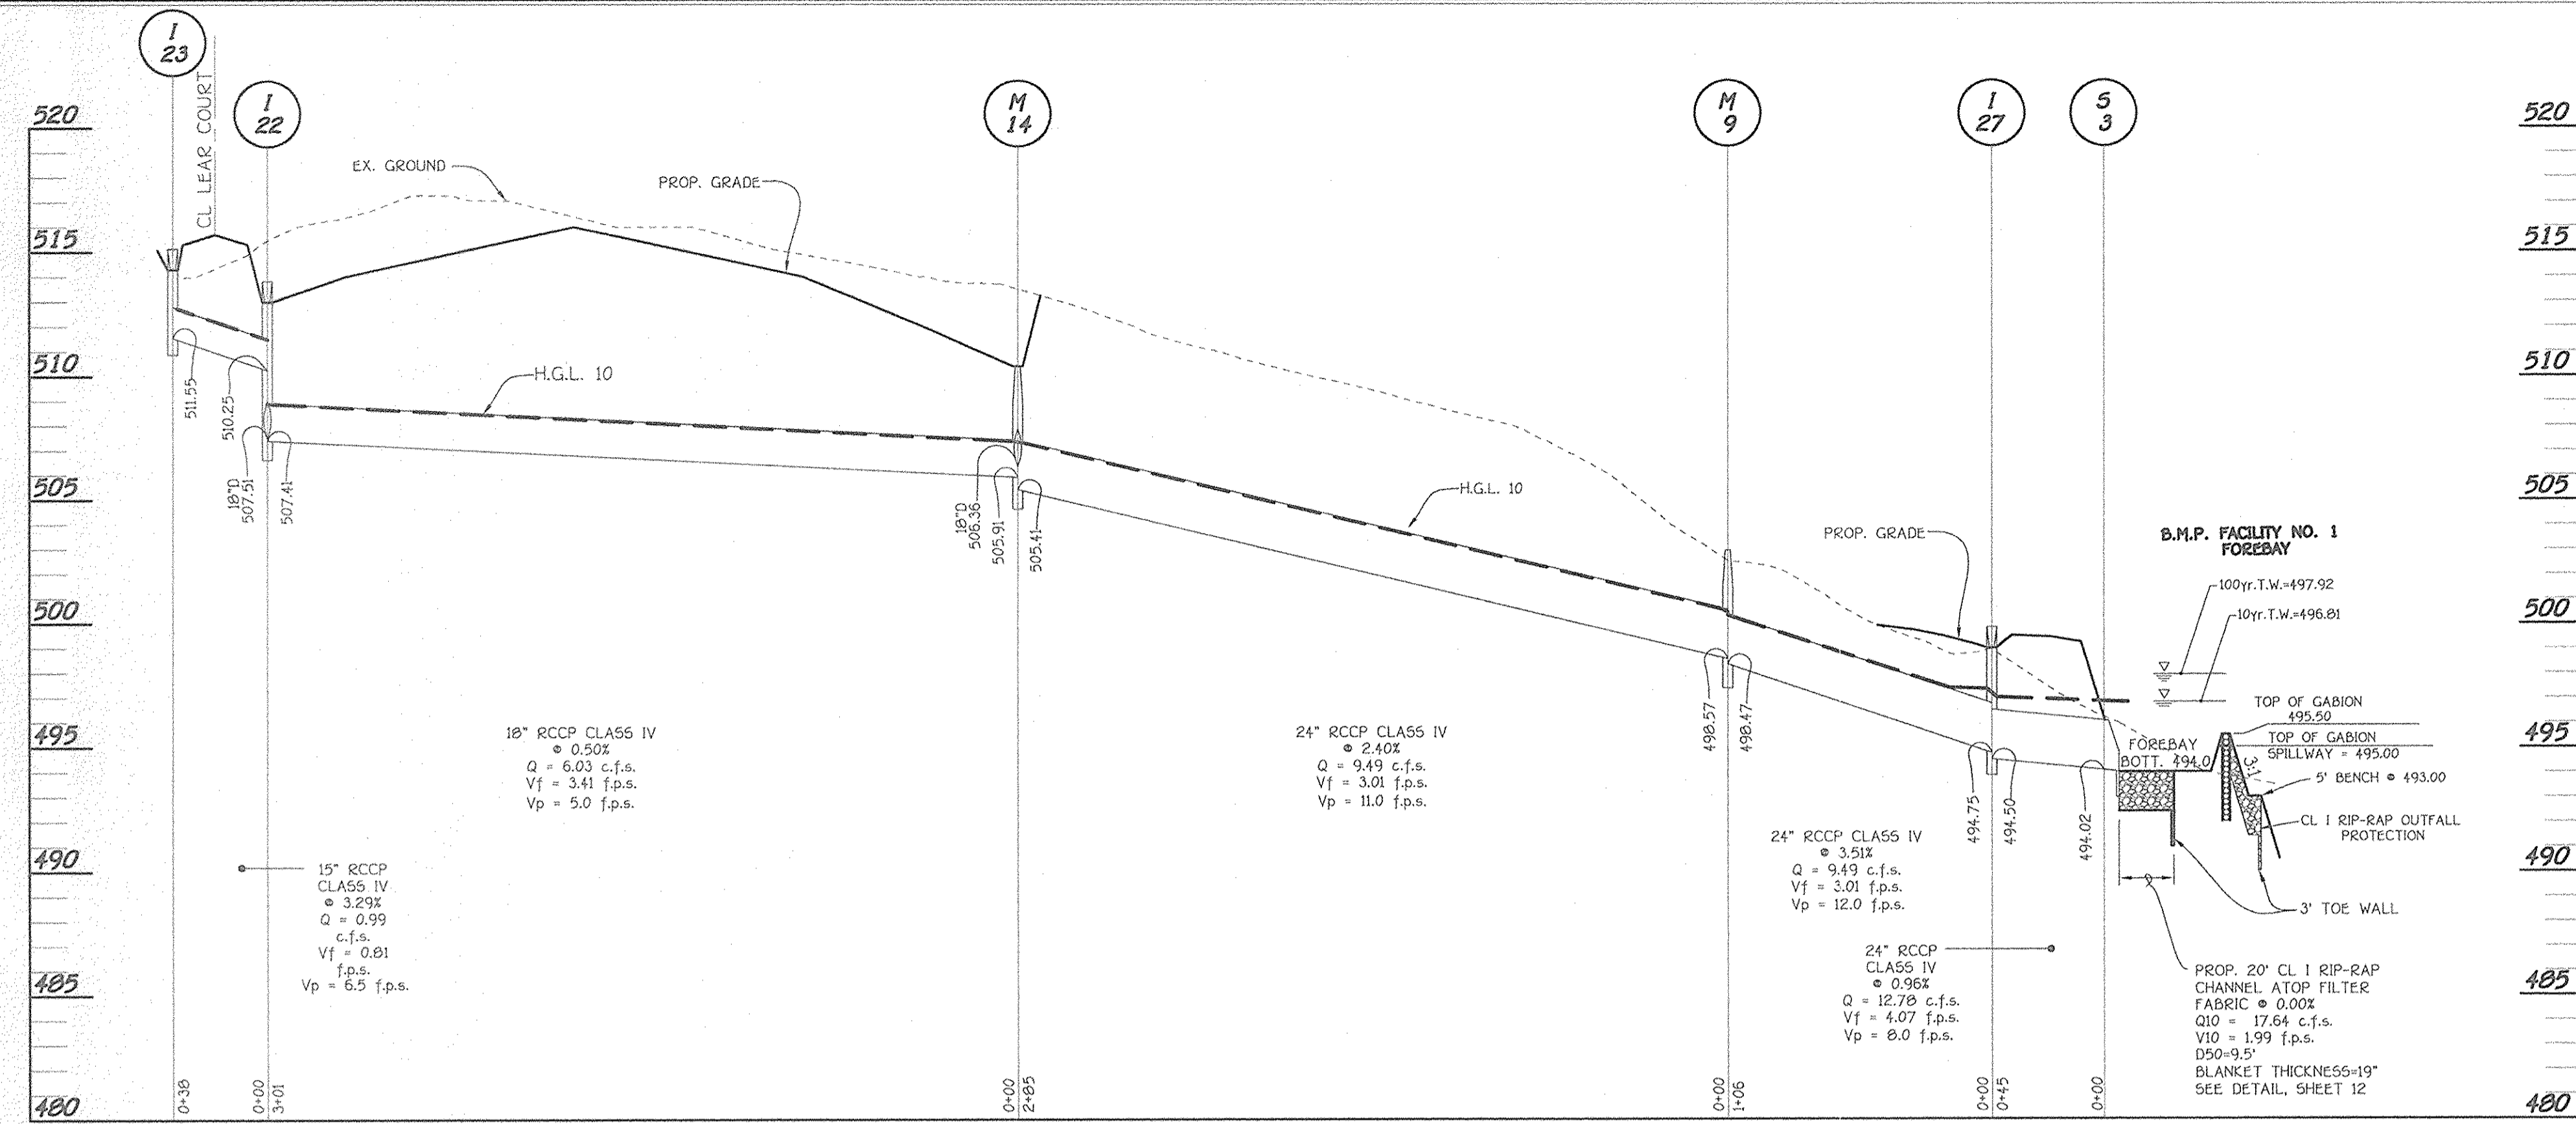 I
23
I
22
M
14
M
9
I
27
S
3
CL LEAR COURT
520
515
510
505
500
495
490
485
480
520
515
510
505
500
495
490
485
480
EX. GROUND
PROP. GRADE
H.G.L. 10
H.G.L. 10
PROP. GRADE
511.55
510.25
18"D
507.51
507.41
18"D
506.36
505.91
505.41
498.57
498.47
494.75
494.50
494.02
B.M.P. FACILITY NO. 1
FOREBAY
100yr.T.W.=497.92
10yr.T.W.=496.81
TOP OF GABION
495.50
TOP OF GABION
SPILLWAY = 495.00
FOREBAY
BOTT. 494.0
3:1
5' BENCH @ 493.00
CL I RIP-RAP OUTFALL
PROTECTION
3' TOE WALL
18" RCCP CLASS IV
@ 0.50%
Q = 6.03 c.f.s.
Vf = 3.41 f.p.s.
Vp = 5.0 f.p.s.
24" RCCP CLASS IV
@ 2.40%
Q = 9.49 c.f.s.
Vf = 3.01 f.p.s.
Vp = 11.0 f.p.s.
24" RCCP CLASS IV
@ 3.51%
Q = 9.49 c.f.s.
Vf = 3.01 f.p.s.
Vp = 12.0 f.p.s.
15" RCCP
CLASS IV
@ 3.29%
Q = 0.99
c.f.s.
Vf = 0.81
f.p.s.
Vp = 6.5 f.p.s.
24" RCCP
CLASS IV
@ 0.96%
Q = 12.78 c.f.s.
Vf = 4.07 f.p.s.
Vp = 8.0 f.p.s.
PROP. 20' CL I RIP-RAP
CHANNEL ATOP FILTER
FABRIC @ 0.00%
Q10 = 17.64 c.f.s.
V10 = 1.99 f.p.s.
D50=9.5'
BLANKET THICKNESS=19"
SEE DETAIL, SHEET 12
0+38
0+00
3+01
0+00
2+85
0+00
1+06
0+00
0+45
0+00